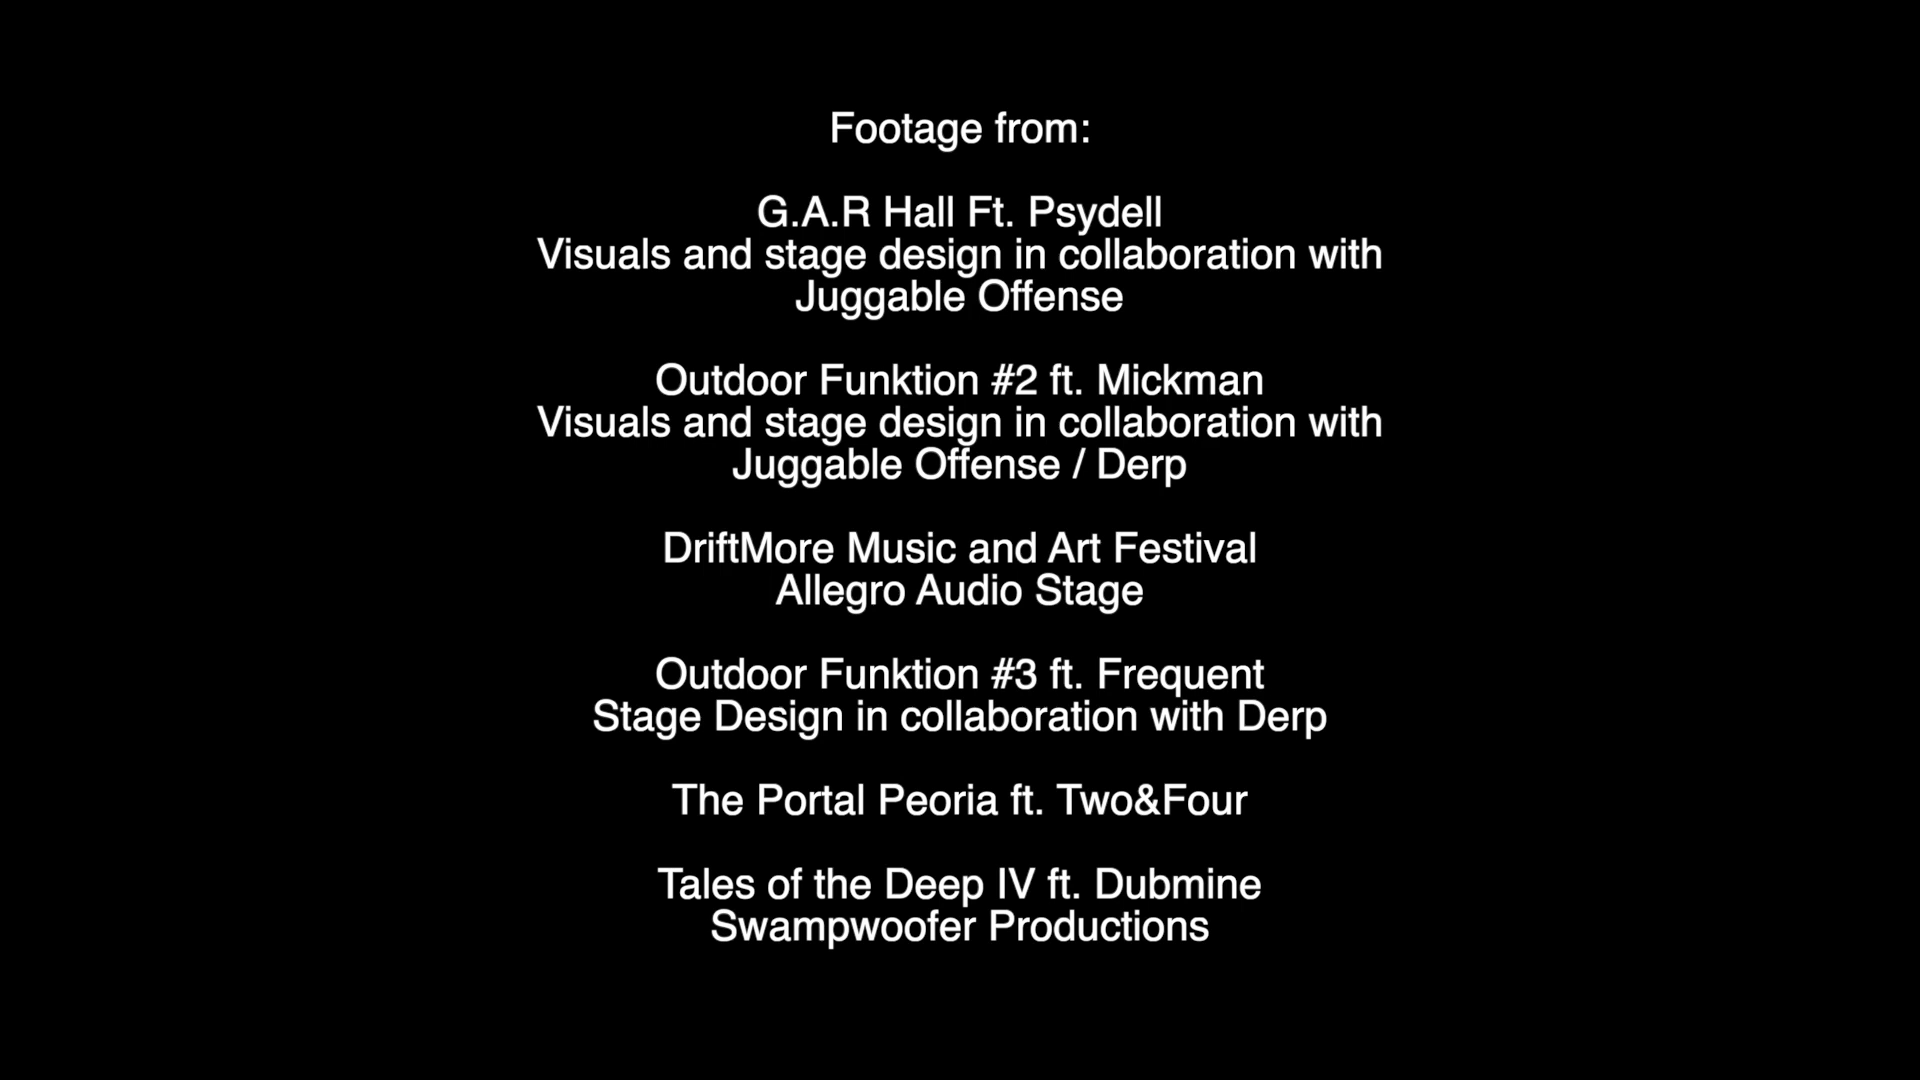 Footage from:
G.A.R Hall Ft. Psydell
Visuals and stage design in collaboration with
Juggable Offense
Outdoor Funktion #2 ft. Mickman
Visuals and stage design in collaboration with
Juggable Offense / Derp
DriftMore Music and Art Festival
Allegro Audio Stage
Outdoor Funktion #3 ft. Frequent
Stage Design in collaboration with Derp
The Portal Peoria ft. Two&Four
Tales of the Deep IV ft. Dubmine
Swampwoofer Productions